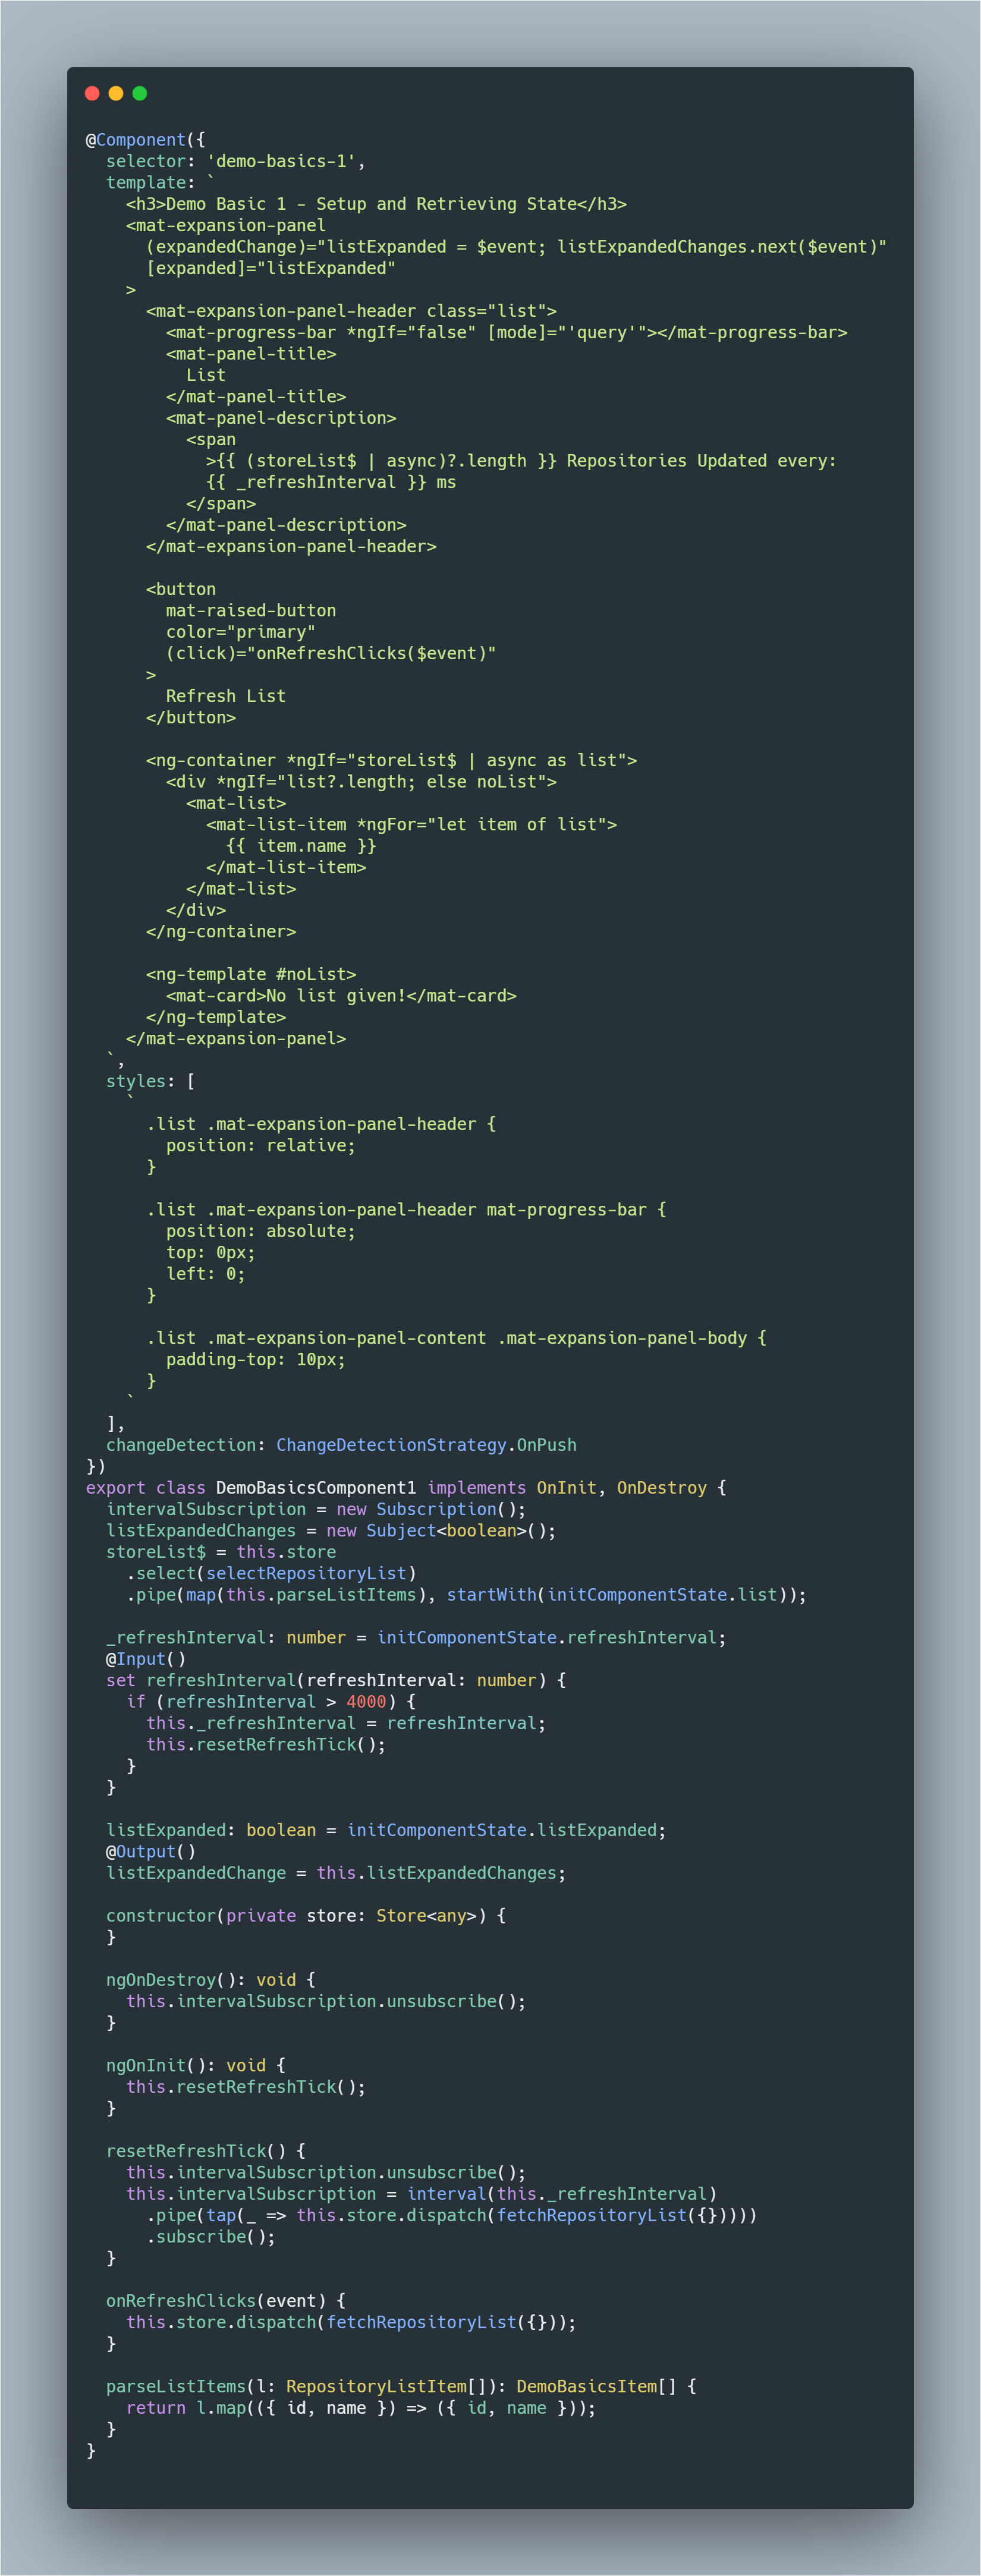 @Component({
  selector: 'demo-basics-1',
  template: `
    <h3>Demo Basic 1 - Setup and Retrieving State</h3>
    <mat-expansion-panel
      (expandedChange)="listExpanded = $event; listExpandedChanges.next($event)"
      [expanded]="listExpanded"
    >
      <mat-expansion-panel-header class="list">
        <mat-progress-bar *ngIf="false" [mode]="'query'"></mat-progress-bar>
        <mat-panel-title>
          List
        </mat-panel-title>
        <mat-panel-description>
          <span
            >{{ (storeList$ | async)?.length }} Repositories Updated every:
            {{ _refreshInterval }} ms
          </span>
        </mat-panel-description>
      </mat-expansion-panel-header>

      <button
        mat-raised-button
        color="primary"
        (click)="onRefreshClicks($event)"
      >
        Refresh List
      </button>

      <ng-container *ngIf="storeList$ | async as list">
        <div *ngIf="list?.length; else noList">
          <mat-list>
            <mat-list-item *ngFor="let item of list">
              {{ item.name }}
            </mat-list-item>
          </mat-list>
        </div>
      </ng-container>

      <ng-template #noList>
        <mat-card>No list given!</mat-card>
      </ng-template>
    </mat-expansion-panel>
  `,
  styles: [
    `
      .list .mat-expansion-panel-header {
        position: relative;
      }

      .list .mat-expansion-panel-header mat-progress-bar {
        position: absolute;
        top: 0px;
        left: 0;
      }

      .list .mat-expansion-panel-content .mat-expansion-panel-body {
        padding-top: 10px;
      }
    `
  ],
  changeDetection: ChangeDetectionStrategy.OnPush
})
export class DemoBasicsComponent1 implements OnInit, OnDestroy {
  intervalSubscription = new Subscription();
  listExpandedChanges = new Subject<boolean>();
  storeList$ = this.store
    .select(selectRepositoryList)
    .pipe(map(this.parseListItems), startWith(initComponentState.list));

  _refreshInterval: number = initComponentState.refreshInterval;
  @Input()
  set refreshInterval(refreshInterval: number) {
    if (refreshInterval > 4000) {
      this._refreshInterval = refreshInterval;
      this.resetRefreshTick();
    }
  }

  listExpanded: boolean = initComponentState.listExpanded;
  @Output()
  listExpandedChange = this.listExpandedChanges;

  constructor(private store: Store<any>) {
  }

  ngOnDestroy(): void {
    this.intervalSubscription.unsubscribe();
  }

  ngOnInit(): void {
    this.resetRefreshTick();
  }

  resetRefreshTick() {
    this.intervalSubscription.unsubscribe();
    this.intervalSubscription = interval(this._refreshInterval)
      .pipe(tap(_ => this.store.dispatch(fetchRepositoryList({}))))
      .subscribe();
  }

  onRefreshClicks(event) {
    this.store.dispatch(fetchRepositoryList({}));
  }

  parseListItems(l: RepositoryListItem[]): DemoBasicsItem[] {
    return l.map(({ id, name }) => ({ id, name }));
  }
}